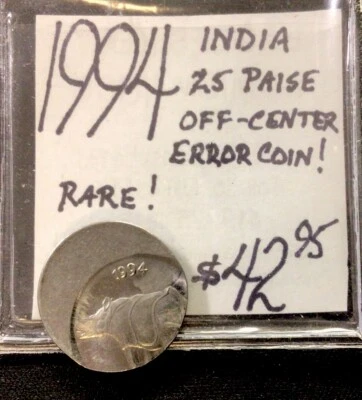 1994
INDIA
25 PAISE
OFF-CENTER
ERROR COIN!
RARE!
$42.95
1994